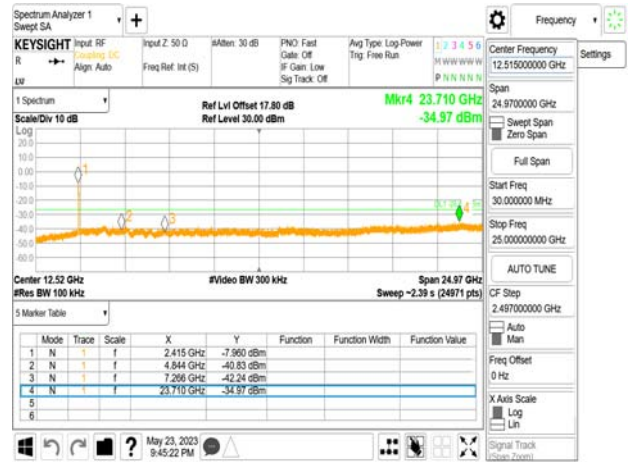 Spectrum Analyzer 1
Swept SA
Frequency
KEYSIGHT
Input: RF
Coupling: DC
Align: Auto
Input Z: 50 Ω
Freq Ref: Int (S)
#Atten: 30 dB
PNO: Fast
Gate: Off
IF Gain: Low
Sig Track: Off
Avg Type: Log-Power
Trig: Free Run
1 2 3 4 5 6
M W W W W W
P N N N N N
R
1 Spectrum
Scale/Div 10 dB
Ref Lvl Offset 17.80 dB
Ref Level 30.00 dBm
Mkr4 23.710 GHz
-34.97 dBm
Log
20.0
10.0
0.00
-10.0
-20.0
-30.0
-40.0
-50.0
-60.0
1
2
3
4
Center 12.52 GHz
#Res BW 100 kHz
#Video BW 300 kHz
Span 24.97 GHz
Sweep ~2.39 s (24971 pts)
5 Marker Table
Mode Trace Scale X Y Function Function Width Function Value
1 N 1 f 2.415 GHz -7.960 dBm
2 N 1 f 4.844 GHz -40.83 dBm
3 N 1 f 7.266 GHz -42.24 dBm
4 N 1 f 23.710 GHz -34.97 dBm
5
6
May 23, 2023
9:45:22 PM
Center Frequency
12.515000000 GHz
Settings
Span
24.9700000 GHz
Swept Span
Zero Span
Full Span
Start Freq
30.000000 MHz
Stop Freq
25.000000000 GHz
AUTO TUNE
CF Step
2.497000000 GHz
Auto
Man
Freq Offset
0 Hz
X Axis Scale
Log
Lin
Signal Track
(Span Zoom)